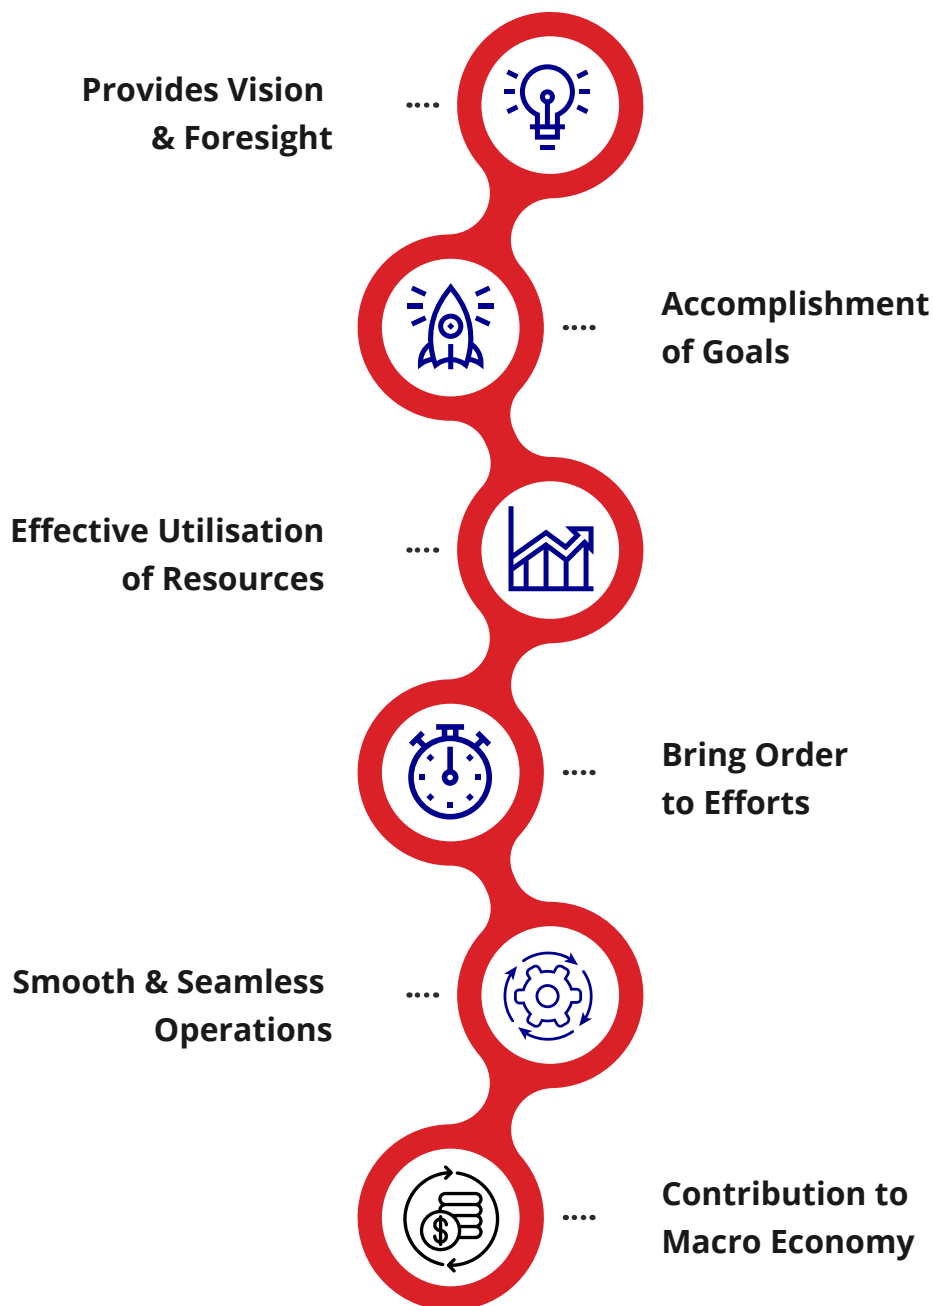 Provides Vision
& Foresight
Accomplishment
of Goals
Effective Utilisation
of Resources
Bring Order
to Efforts
Smooth & Seamless
Operations
$
Contribution to
Macro Economy